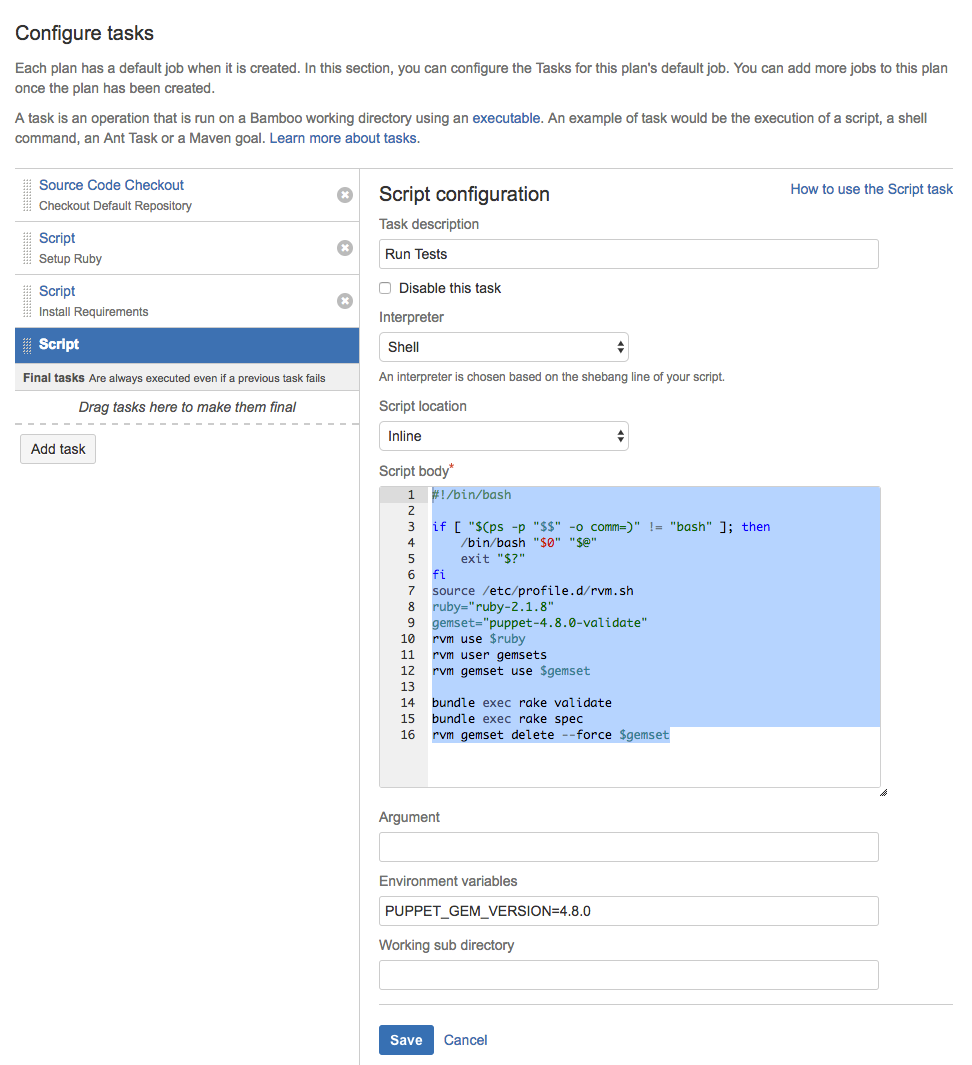 Configure tasks
Each plan has a default job when it is created. In this section, you can configure the Tasks for this plan's default job. You can add more jobs to this plan
once the plan has been created.
A task is an operation that is run on a Bamboo working directory using an executable. An example of task would be the execution of a script, a shell
command, an Ant Task or a Maven goal. Learn more about tasks.
Source Code Checkout
Checkout Default Repository
Script
Setup Ruby
Script
Install Requirements
Script
Final tasks Are always executed even if a previous task fails
Drag tasks here to make them final
Add task
Script configuration
How to use the Script task
Task description
Run Tests
Disable this task
Interpreter
Shell
An interpreter is chosen based on the shebang line of your script.
Script location
Inline
Script body*
1 #!/bin/bash
2
3 if [ "$(ps -p "$$" -o comm=)" != "bash" ]; then
4     /bin/bash "$0" "$@"
5     exit "$?"
6 fi
7 source /etc/profile.d/rvm.sh
8 ruby="ruby-2.1.8"
9 gemset="puppet-4.8.0-validate"
10 rvm use $ruby
11 rvm user gemsets
12 rvm gemset use $gemset
13
14 bundle exec rake validate
15 bundle exec rake spec
16 rvm gemset delete --force $gemset
Argument
Environment variables
PUPPET_GEM_VERSION=4.8.0
Working sub directory
Save Cancel